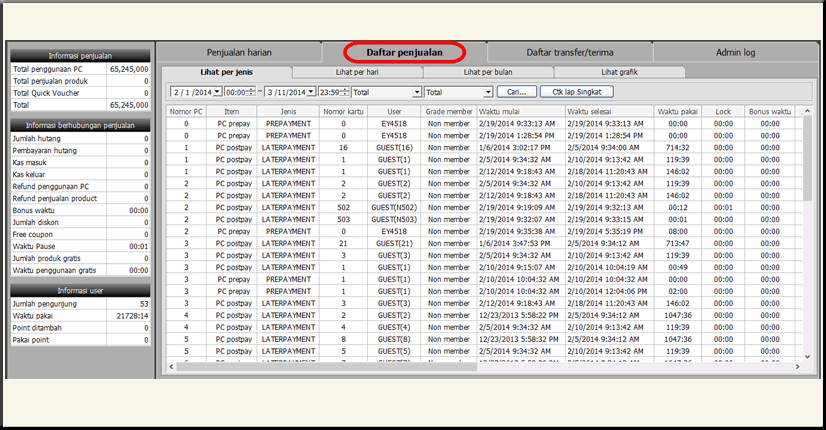 Informasi penjualan
Total penggunaan PC 65,245,000
Total penjualan produk 0
Total Quick Voucher 0
Total 65,245,000
Informasi berhubungan penjualan
Jumlah hutang 0
Pembayaran hutang 0
Kas masuk 0
Kas keluar 0
Refund penggunaan PC 0
Refund penjualan product 0
Bonus waktu 00:00
Jumlah diskon 0
Free coupon 0
Waktu Pause 00:01
Jumlah produk gratis 0
Waktu penggunaan gratis 00:00
Informasi user
Jumlah pengunjung 53
Waktu pakai 21728:14
Point ditambah 0
Pakai point 0
Penjualan harian Daftar penjualan Daftar transfer/terima Admin log
Lihat per jenis Lihat per hari Lihat per bulan Lihat grafik
2 / 1 /2014 00:00 ~ 3 /11/2014 23:59 Total Total Cari... Ctk lap Singkat
Nomor PC Item Jenis Nomor kartu User Grade member Waktu mulai Waktu selesai Waktu pakai Lock Bonus waktu
0 PC prepay PREPAYMENT 0 EY4518 Non member 2/19/2014 9:33:13 AM 2/19/2014 9:33:13 AM 00:00 00:00 00:00
0 PC prepay PREPAYMENT 0 EY4518 Non member 2/19/2014 1:28:54 PM 2/19/2014 1:28:54 PM 00:00 00:00 00:00
1 PC postpay LATERPAYMENT 16 GUEST(16) Non member 1/6/2014 3:02:17 PM 2/5/2014 9:34:00 AM 714:32 00:00 00:00
1 PC postpay LATERPAYMENT 1 GUEST(1) Non member 2/5/2014 9:34:32 AM 2/10/2014 9:13:42 AM 119:39 00:00 00:00
1 PC postpay LATERPAYMENT 1 GUEST(1) Non member 2/12/2014 9:18:43 AM 2/18/2014 11:20:43 AM 146:02 00:00 00:00
2 PC postpay LATERPAYMENT 2 GUEST(2) Non member 2/5/2014 9:34:32 AM 2/10/2014 9:13:42 AM 119:39 00:00 00:00
2 PC postpay LATERPAYMENT 2 GUEST(2) Non member 2/12/2014 9:18:43 AM 2/18/2014 11:20:43 AM 146:02 00:00 00:00
2 PC postpay LATERPAYMENT 502 GUEST(N502) Non member 2/19/2014 9:19:09 AM 2/19/2014 9:32:13 AM 00:12 00:01 00:00
2 PC postpay LATERPAYMENT 503 GUEST(N503) Non member 2/19/2014 9:32:07 AM 2/19/2014 9:33:15 AM 00:01 00:00 00:00
2 PC prepay PREPAYMENT 0 EY4518 Non member 2/19/2014 9:35:38 AM 2/19/2014 5:35:19 PM 08:00 00:00 00:00
3 PC postpay LATERPAYMENT 21 GUEST(21) Non member 1/6/2014 3:47:53 PM 2/5/2014 9:34:12 AM 713:47 00:00 00:00
3 PC postpay LATERPAYMENT 3 GUEST(3) Non member 2/5/2014 9:34:32 AM 2/10/2014 9:13:42 AM 119:39 00:00 00:00
3 PC postpay LATERPAYMENT 1 GUEST(1) Non member 2/10/2014 9:15:07 AM 2/10/2014 10:04:19 AM 00:49 00:00 00:00
3 PC prepay PREPAYMENT 1 GUEST(1) Non member 2/10/2014 10:04:32 AM 2/10/2014 10:04:32 AM 00:00 00:00 00:00
3 PC prepay PREPAYMENT 1 GUEST(1) Non member 2/10/2014 10:04:32 AM 2/10/2014 12:04:06 PM 02:00 00:00 00:00
3 PC postpay LATERPAYMENT 3 GUEST(3) Non member 2/12/2014 9:18:43 AM 2/18/2014 11:20:43 AM 146:02 00:00 00:00
4 PC postpay LATERPAYMENT 2 GUEST(2) Non member 12/23/2013 5:58:22 PM 2/5/2014 9:34:12 AM 1047:36 00:00 00:00
4 PC postpay LATERPAYMENT 4 GUEST(4) Non member 2/5/2014 9:34:32 AM 2/10/2014 9:13:42 AM 119:39 00:00 00:00
5 PC postpay LATERPAYMENT 8 GUEST(8) Non member 12/23/2013 5:58:32 PM 2/5/2014 9:34:12 AM 1047:36 00:00 00:00
5 PC postpay LATERPAYMENT 5 GUEST(5) Non member 2/5/2014 9:34:32 AM 2/10/2014 9:13:42 AM 119:39 00:00 00:00